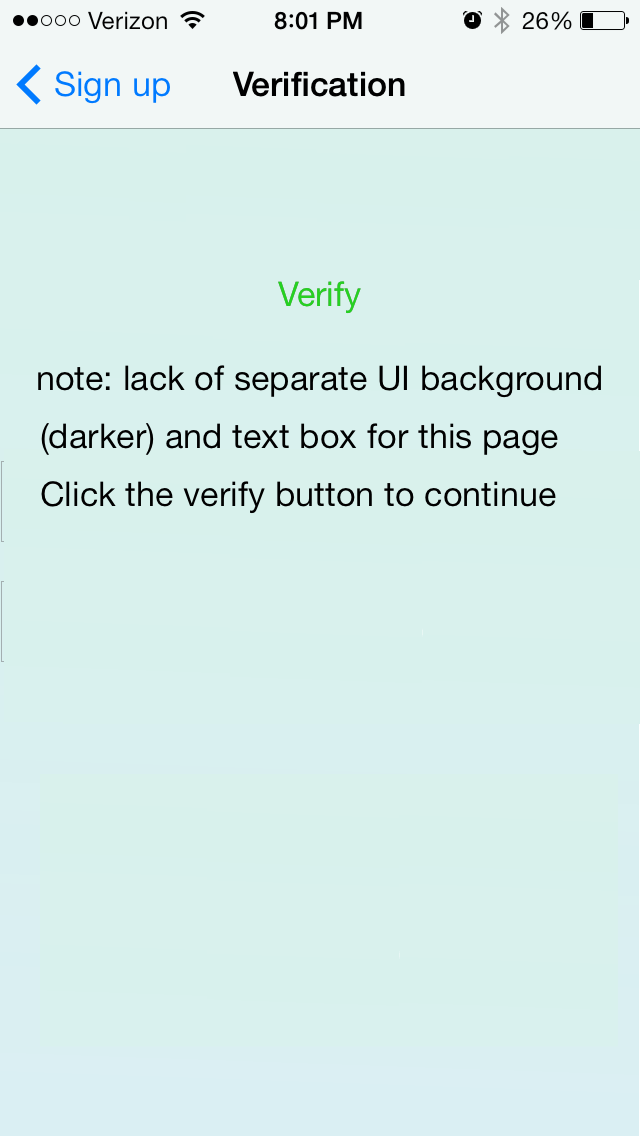 Verizon 8:01 PM 26%
Sign up Verification
Verify
note: lack of separate UI background
(darker) and text box for this page
Click the verify button to continue